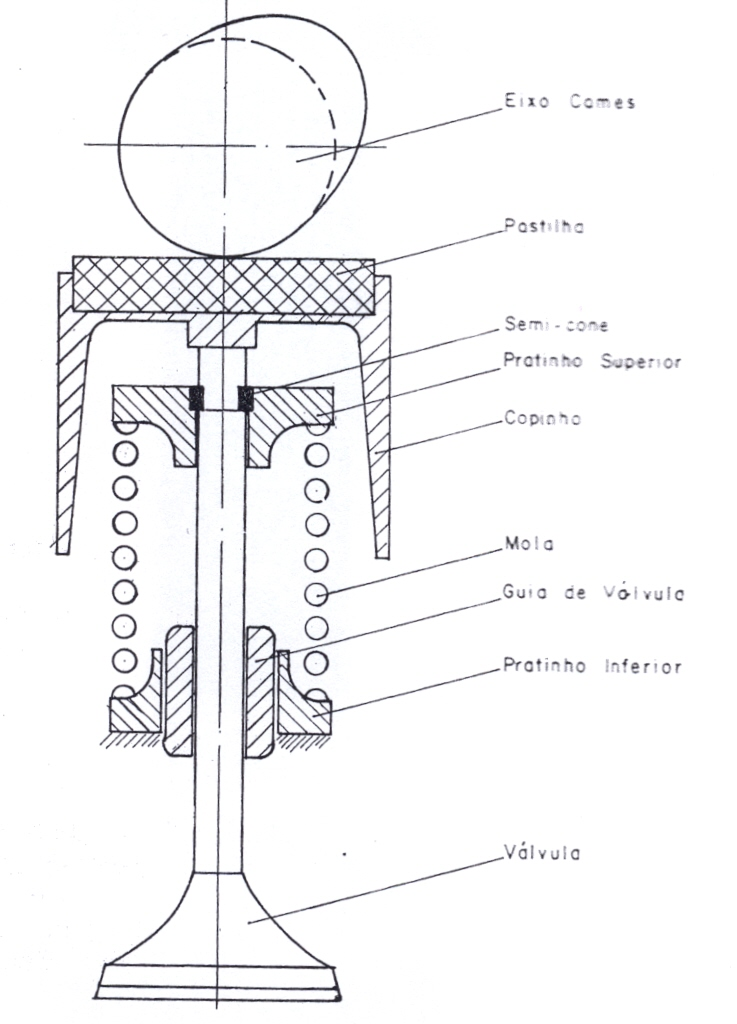 Eixo Cames
Pastilha
Semi-cone
Pratinho Superior
Copinho
Mola
Guia de Válvula
Pratinho Inferior
Válvula